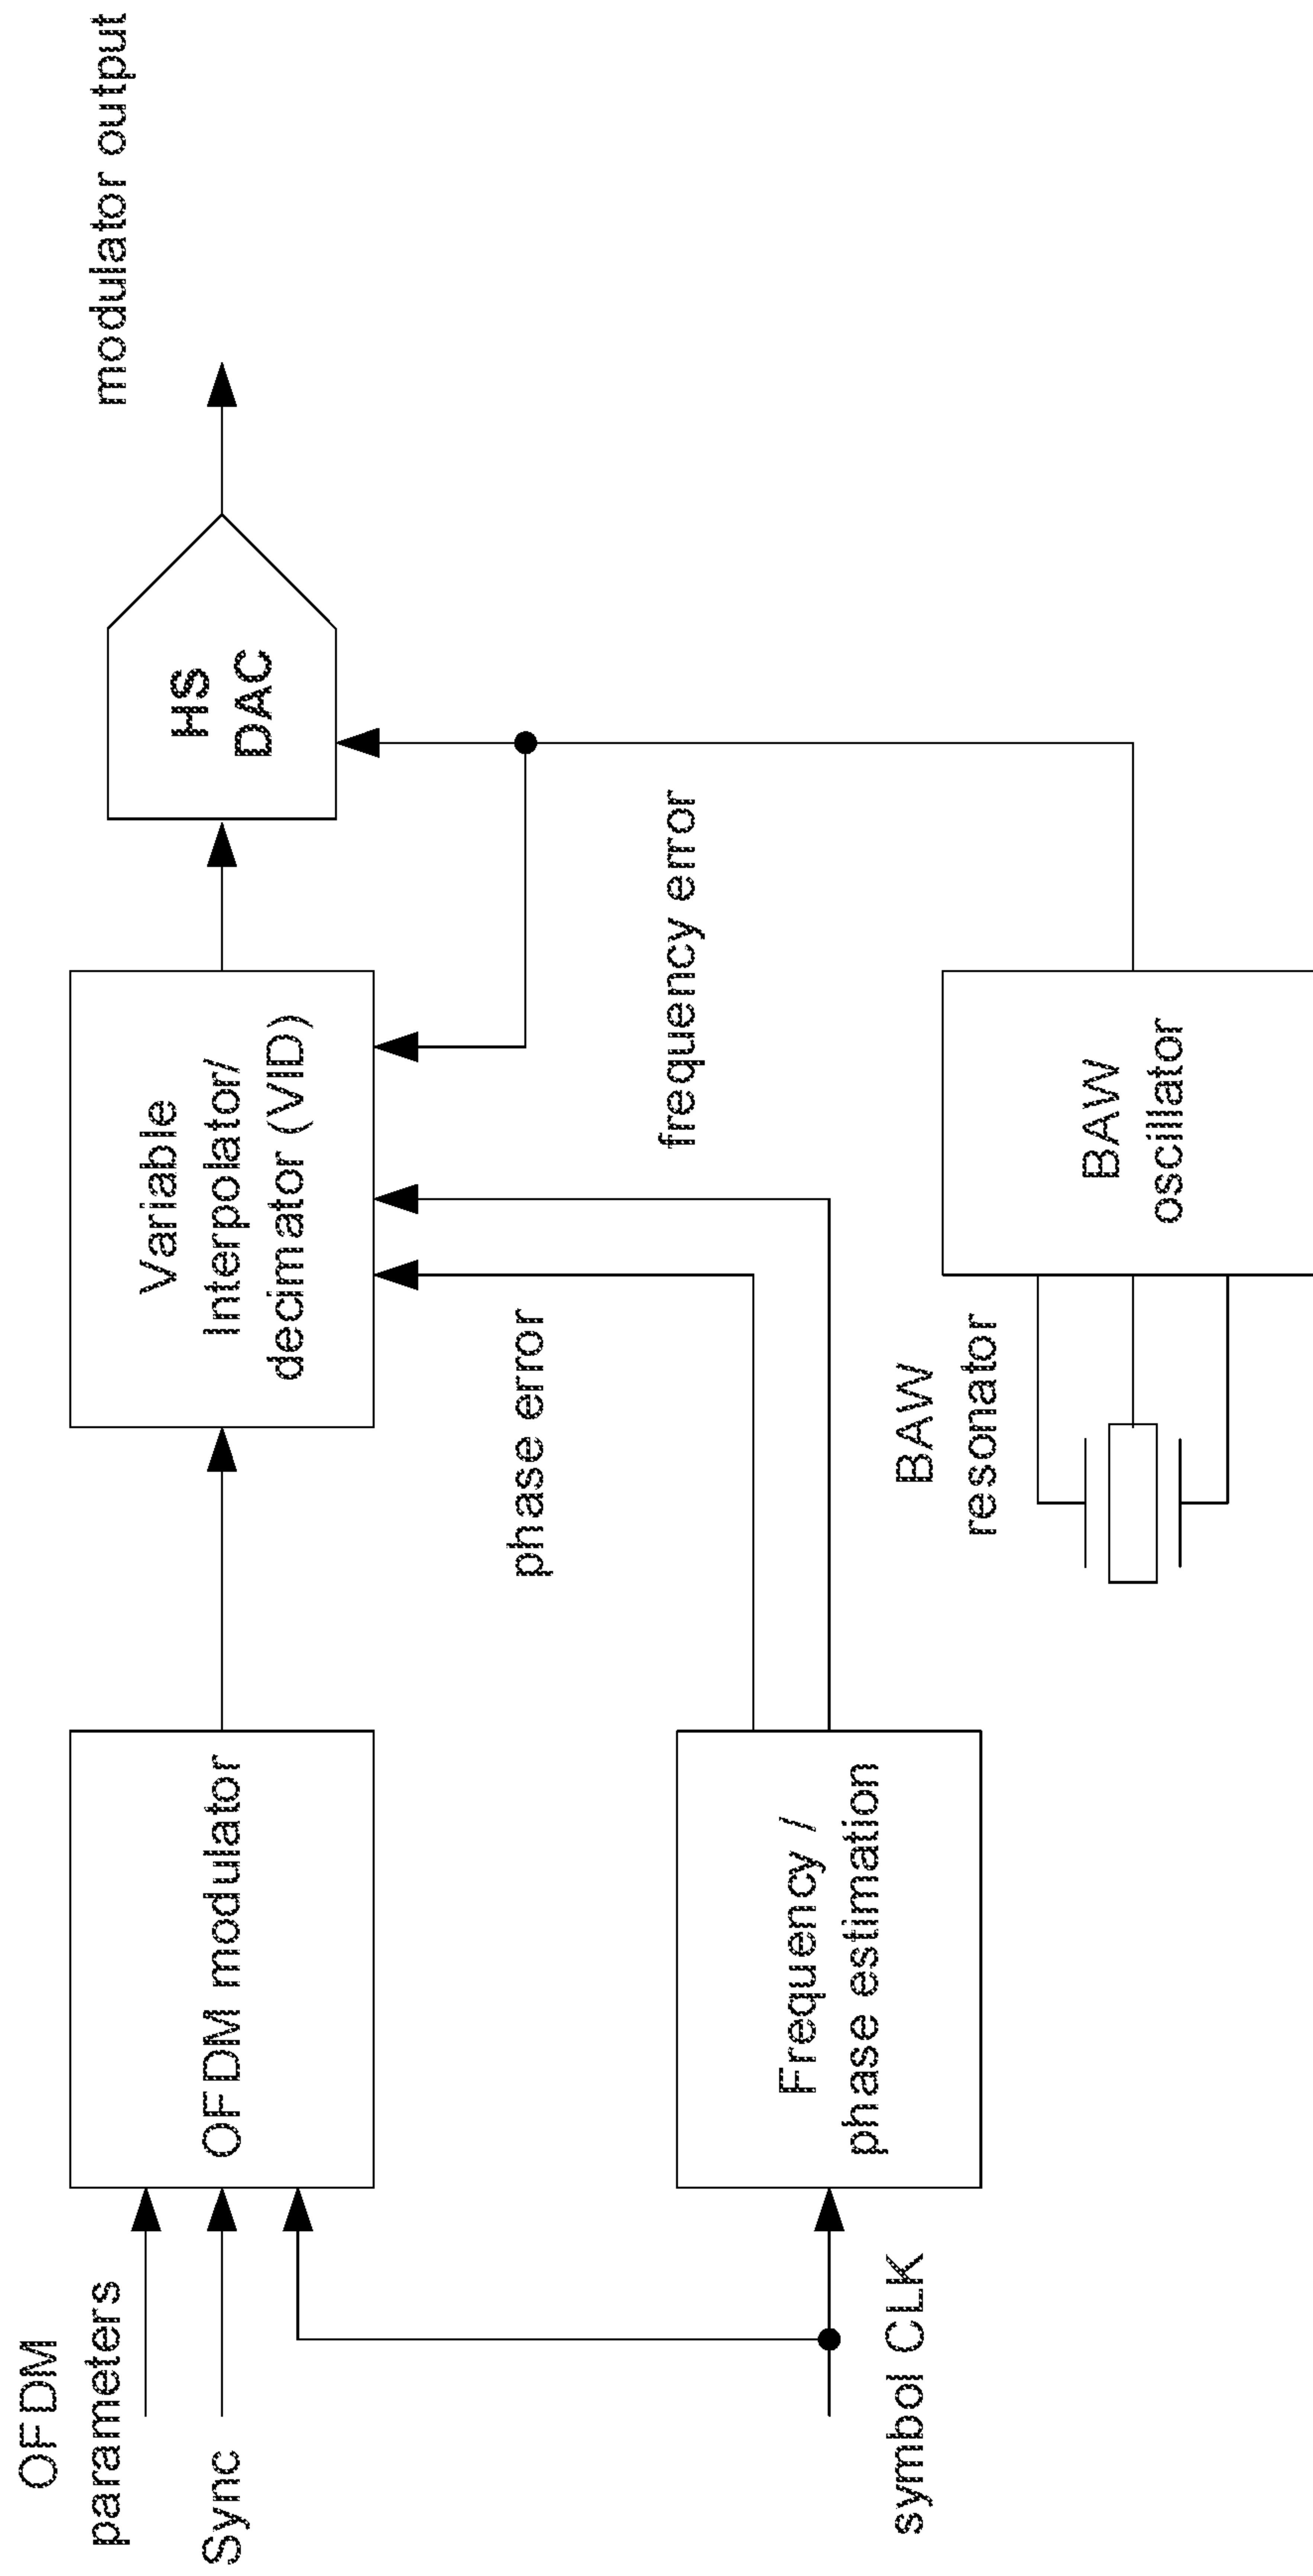 OFDM
parameters
Sync
OFDM modulator
Variable
Interpolator/
decimator (VID)
HS
DAC
modulator output
phase error
frequency error
symbol CLK
Frequency /
phase estimation
BAW
resonator
BAW
oscillator